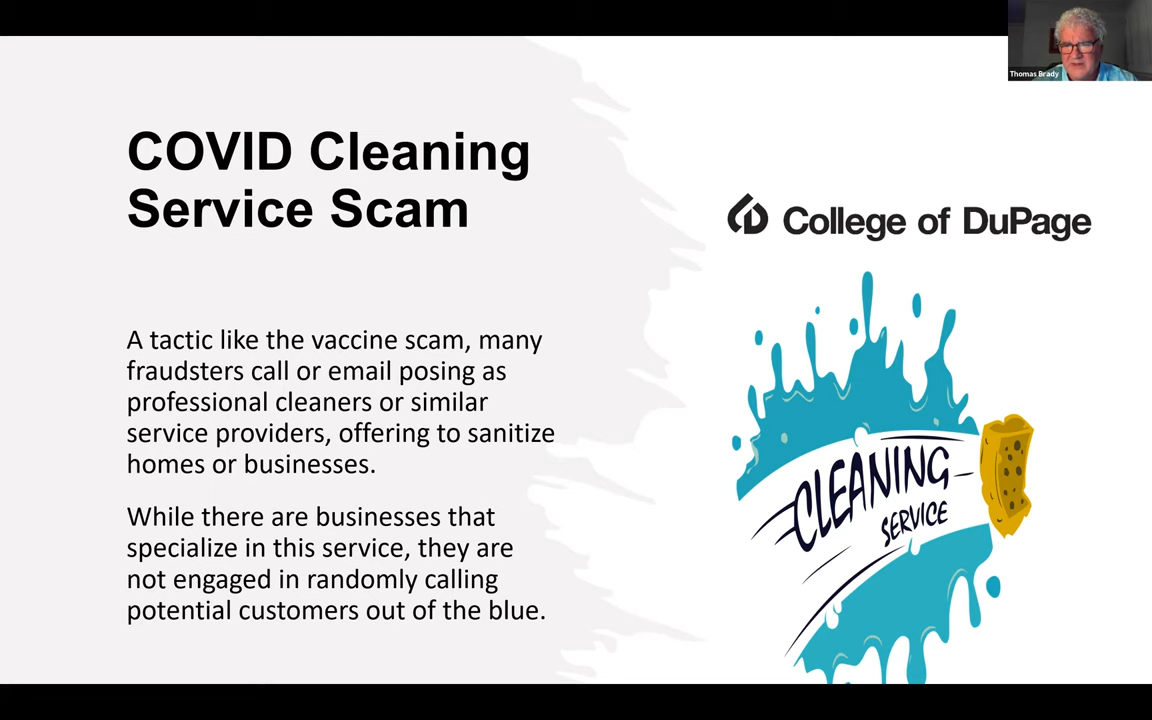 Thomas Brady
COVID Cleaning
Service Scam
College of DuPage
A tactic like the vaccine scam, many
fraudsters call or email posing as
professional cleaners or similar
service providers, offering to sanitize
homes or businesses.
While there are businesses that
specialize in this service, they are
not engaged in randomly calling
potential customers out of the blue.
CLEANING
SERVICE